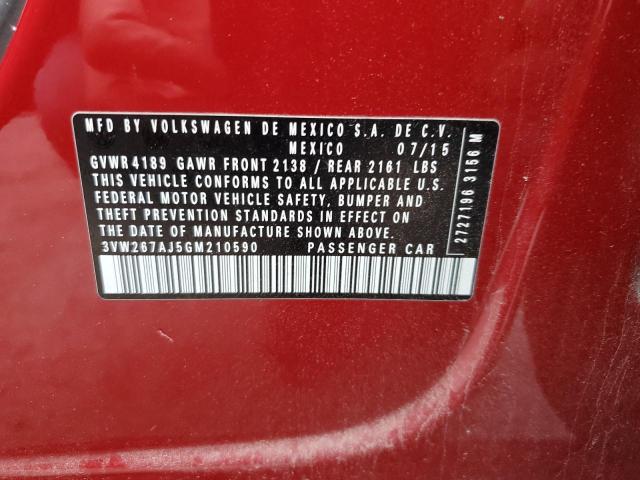 MFD BY VOLKSWAGEN DE MEXICO S.A. DE C.V.
MEXICO 07/15
GVWR 4189 GAWR FRONT 2138 / REAR 2161 LBS
THIS VEHICLE CONFORMS TO ALL APPLICABLE U.S.
FEDERAL MOTOR VEHICLE SAFETY, BUMPER AND
THEFT PREVENTION STANDARDS IN EFFECT ON
THE DATE OF MANUFACTURE SHOWN ABOVE.
3VW267AJ5GM210590 PASSENGER CAR
2727196 3156 M